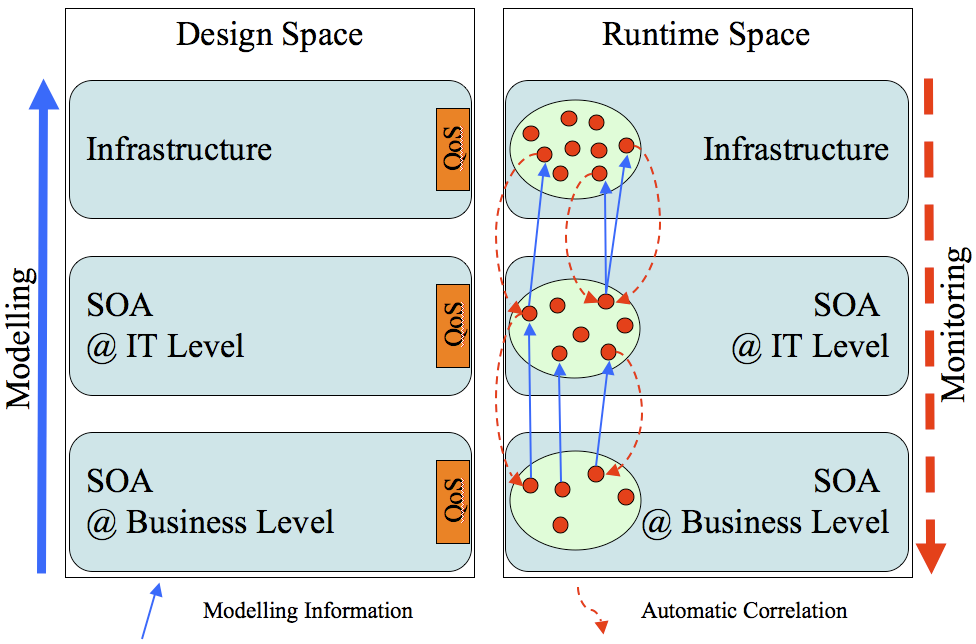 Design Space
Runtime Space
Modelling
Infrastructure
QoS
Infrastructure
SOA
@ IT Level
QoS
SOA
@ IT Level
SOA
@ Business Level
QoS
SOA
@ Business Level
Monitoring
Modelling Information
Automatic Correlation